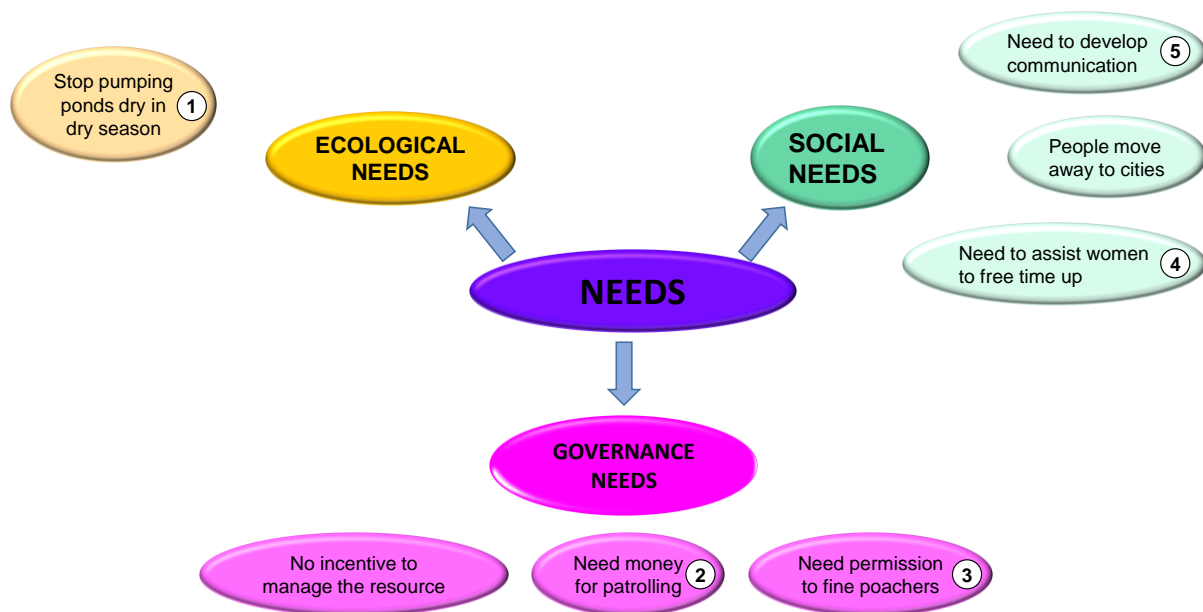 Stop pumping
ponds dry in
dry season
1
ECOLOGICAL
NEEDS
SOCIAL
NEEDS
Need to develop
communication
5
People move
away to cities
Need to assist women
to free time up
4
NEEDS
GOVERNANCE
NEEDS
No incentive to
manage the resource
Need money
for patrolling
2
Need permission
to fine poachers
3